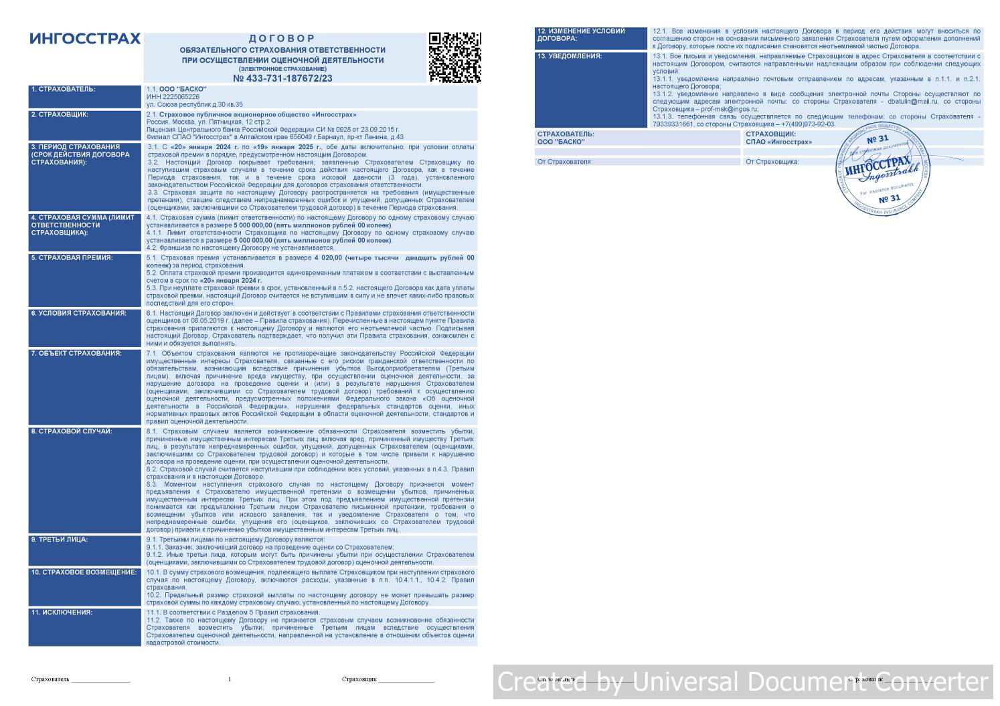 ИНГОССТРАХ
ДОГОВОР
ОБЯЗАТЕЛЬНОГО СТРАХОВАНИЯ ОТВЕТСТВЕННОСТИ
ПРИ ОСУЩЕСТВЛЕНИИ ОЦЕНОЧНОЙ ДЕЯТЕЛЬНОСТИ
(ЭЛЕКТРОННОЕ СТРАХОВАНИЕ)
№ 433-731-187672/23
1. СТРАХОВАТЕЛЬ:
1.1. ООО "БАСКО"
ИНН 2225065226
ул. Союза республик д.30 кв.35
2. СТРАХОВЩИК:
2.1. Страховое публичное акционерное общество «Ингосстрах»
Россия, Москва, ул. Пятницкая, 12 стр.2.
Лицензия Центрального банка Российской Федерации СИ № 0928 от 23.09.2015 г.
Филиал СПАО "Ингосстрах" в Алтайском крае 656049 г.Барнаул, пр-кт Ленина, д.43
3. ПЕРИОД СТРАХОВАНИЯ
(СРОК ДЕЙСТВИЯ ДОГОВОРА
СТРАХОВАНИЯ):
3.1. С «20» января 2024 г. по «19» января 2025 г., обе даты включительно, при условии оплаты
страховой премии в порядке, предусмотренном настоящим Договором.
3.2. Настоящий Договор покрывает требования, заявленные Страхователем Страховщику по
наступившим страховым случаям в течение срока действия настоящего Договора, как в течение
Периода страхования, так и в течение срока исковой давности (3 года), установленного
законодательством Российской Федерации для договоров страхования ответственности.
3.3. Страховая защита по настоящему Договору распространяется на требования (имущественные
претензии), ставшие следствием непреднамеренных ошибок и упущений, допущенных Страхователем
(оценщиками, заключившими со Страхователем трудовой договор) в течение Периода страхования.
4. СТРАХОВАЯ СУММА (ЛИМИТ
ОТВЕТСТВЕННОСТИ
СТРАХОВЩИКА):
4.1. Страховая сумма (лимит ответственности) по настоящему Договору по одному страховому случаю
устанавливается в размере 5 000 000,00 (пять миллионов рублей 00 копеек).
4.1.1. Лимит ответственности Страховщика по настоящему Договору по одному страховому случаю
устанавливается в размере 5 000 000,00 (пять миллионов рублей 00 копеек).
4.2. Франшиза по настоящему Договору не устанавливается.
5. СТРАХОВАЯ ПРЕМИЯ:
5.1. Страховая премия устанавливается в размере 4 020,00 (четыре тысячи двадцать рублей 00
копеек) за период страхования.
5.2. Оплата страховой премии производится единовременным платежом в соответствии с выставленным
счетом в срок по «20» января 2024 г.
5.3. При неуплате страховой премии в срок, установленный в п.5.2. настоящего Договора как дата уплаты
страховой премии, настоящий Договор считается не вступившим в силу и не влечет каких-либо правовых
последствий для его сторон.
6. УСЛОВИЯ СТРАХОВАНИЯ:
6.1. Настоящий Договор заключен и действует в соответствии с Правилами страхования ответственности
оценщиков от 06.05.2019 г. (далее – Правила страхования). Перечисленные в настоящем пункте Правила
страхования прилагаются к настоящему Договору и являются его неотъемлемой частью. Подписывая
настоящий Договор, Страхователь подтверждает, что получил эти Правила страхования, ознакомлен с
ними и обязуется выполнять.
7. ОБЪЕКТ СТРАХОВАНИЯ:
7.1. Объектом страхования являются не противоречащие законодательству Российской Федерации
имущественные интересы Страхователя, связанные с его риском гражданской ответственности по
обязательствам, возникающим вследствие причинения убытков Выгодоприобретателям (Третьим
лицам), включая причинение вреда имуществу, при осуществлении оценочной деятельности, за
нарушение договора на проведение оценки и (или) в результате нарушения Страхователем
(оценщиками, заключившими со Страхователем трудовой договор) требований к осуществлению
оценочной деятельности, предусмотренных положениями Федерального закона «Об оценочной
деятельности в Российской Федерации», нарушения федеральных стандартов оценки, иных
нормативных правовых актов Российской Федерации в области оценочной деятельности, стандартов и
правил оценочной деятельности.
8. СТРАХОВОЙ СЛУЧАЙ:
8.1. Страховым случаем является возникновение обязанности Страхователя возместить убытки,
причиненные имущественным интересам Третьих лиц включая вред, причиненный имуществу Третьих
лиц, в результате непреднамеренных ошибок, упущений, допущенных Страхователем (оценщиками,
заключившими со Страхователем трудовой договор) и которые в том числе привели к нарушению
договора на проведение оценки, при осуществлении оценочной деятельности.
8.2. Страховой случай считается наступившим при соблюдении всех условий, указанных в п.4.3. Правил
страхования и в настоящем Договоре.
8.3. Моментом наступления страхового случая по настоящему Договору признается момент
предъявления к Страхователю имущественной претензии о возмещении убытков, причиненных
имущественным интересам Третьих лиц. При этом под предъявлением имущественной претензии
понимается как предъявление Третьим лицом Страхователю письменной претензии, требования о
возмещении убытков или искового заявления, так и уведомление Страхователя о том, что
непреднамеренные ошибки, упущения его (оценщиков, заключивших со Страхователем трудовой
договор) привели к причинению убытков имущественным интересам Третьих лиц.
9. ТРЕТЬИ ЛИЦА:
9.1. Третьими лицами по настоящему Договору являются:
9.1.1. Заказчик, заключивший договор на проведение оценки со Страхователем;
9.1.2. Иные третьи лица, которым могут быть причинены убытки при осуществлении Страхователем
(оценщиками, заключившими со Страхователем трудовой договор) оценочной деятельности.
10. СТРАХОВОЕ ВОЗМЕЩЕНИЕ:
10.1. В сумму страхового возмещения, подлежащего выплате Страховщиком при наступлении страхового
случая по настоящему Договору, включаются расходы, указанные в п.п. 10.4.1.1., 10.4.2. Правил
страхования.
10.2. Предельный размер страховой выплаты по настоящему договору не может превышать размер
страховой суммы по каждому страховому случаю, установленный по настоящему Договору.
11. ИСКЛЮЧЕНИЯ:
11.1. В соответствии с Разделом 5 Правил страхования.
11.2. Также по настоящему Договору не признается страховым случаем возникновение обязанности
Страхователя возместить убытки, причиненные Третьим лицам вследствие осуществления
Страхователем оценочной деятельности, направленной на установление в отношении объектов оценки
кадастровой стоимости.
Страхователь __________________ 1 Страховщик _________________
12. ИЗМЕНЕНИЕ УСЛОВИЙ
ДОГОВОРА:
12.1. Все изменения в условия настоящего Договора в период его действия могут вноситься по
соглашению сторон на основании письменного заявления Страхователя путем оформления дополнений
к Договору, которые после их подписания становятся неотъемлемой частью Договора.
13. УВЕДОМЛЕНИЯ:
13.1. Все письма и уведомления, направляемые Страховщиком в адрес Страхователя в соответствии с
настоящим Договором, считаются направленными надлежащим образом при соблюдении следующих
условий:
13.1.1. уведомление направлено почтовым отправлением по адресам, указанным в п.1.1. и п.2.1.
настоящего Договора;
13.1.2. уведомление направлено в виде сообщения электронной почты Стороны осуществляют по
следующим адресам электронной почты: со стороны Страхователя - dbatulin@mail.ru, со стороны
Страховщика – prof-msk@ingos.ru;
13.1.3. телефонная связь осуществляется по следующим телефонам: со стороны Страхователя -
79339331661, со стороны Страховщика – +7(499)973-92-03.
СТРАХОВАТЕЛЬ:
ООО "БАСКО"
СТРАХОВЩИК:
СПАО «Ингосстрах»
От Страхователя:
От Страховщика:
СТРАХОВОЕ ПУБЛИЧНОЕ АКЦИОНЕРНОЕ ОБЩЕСТВО «ИНГОССТРАХ» г. МОСКВА
№ 31
Для страховых документов
ИНГОССТРАХ
Ingosstrakh
For insurance documents
№ 31
INGOSSTRAKH INSURANCE COMPANY
Страхователь Страховщик
Created by Universal Document Converter